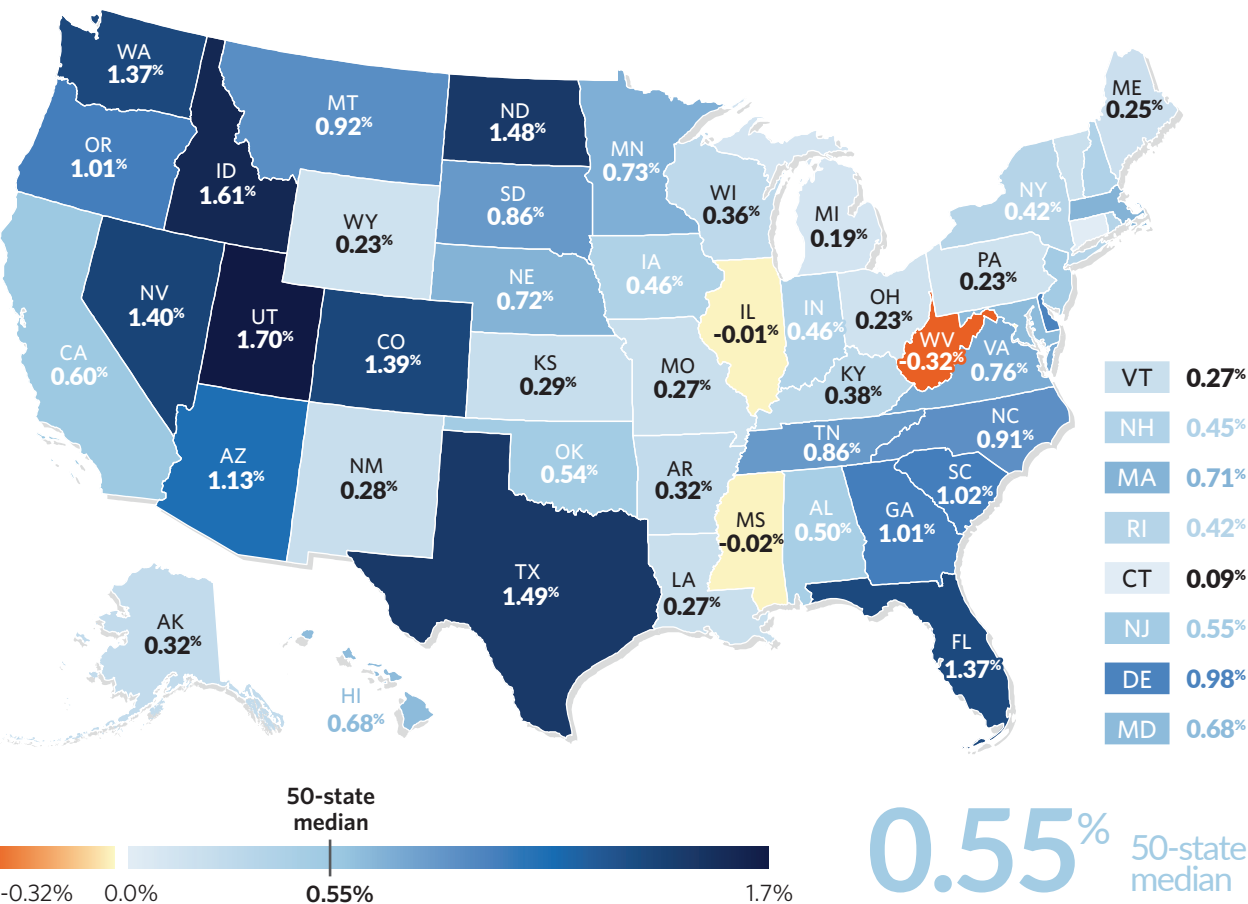 WA
1.37%
OR
1.01%
ID
1.61%
MT
0.92%
ND
1.48%
MN
0.73%
SD
0.86%
WY
0.23%
WI
0.36%
MI
0.19%
NY
0.42%
ME
0.25%
NV
1.40%
UT
1.70%
CO
1.39%
CA
0.60%
NE
0.72%
IA
0.46%
IL
-0.01%
IN
0.46%
OH
0.23%
PA
0.23%
WV
-0.32%
VA
0.76%
KS
0.29%
MO
0.27%
KY
0.38%
AZ
1.13%
NM
0.28%
OK
0.54%
AR
0.32%
TN
0.86%
NC
0.91%
SC
1.02%
MS
-0.02%
AL
0.50%
GA
1.01%
TX
1.49%
LA
0.27%
FL
1.37%
AK
0.32%
HI
0.68%
VT 0.27%
NH 0.45%
MA 0.71%
RI 0.42%
CT 0.09%
NJ 0.55%
DE 0.98%
MD 0.68%
50-state
median
-0.32% 0.0% 0.55% 1.7%
0.55%
50-state
median